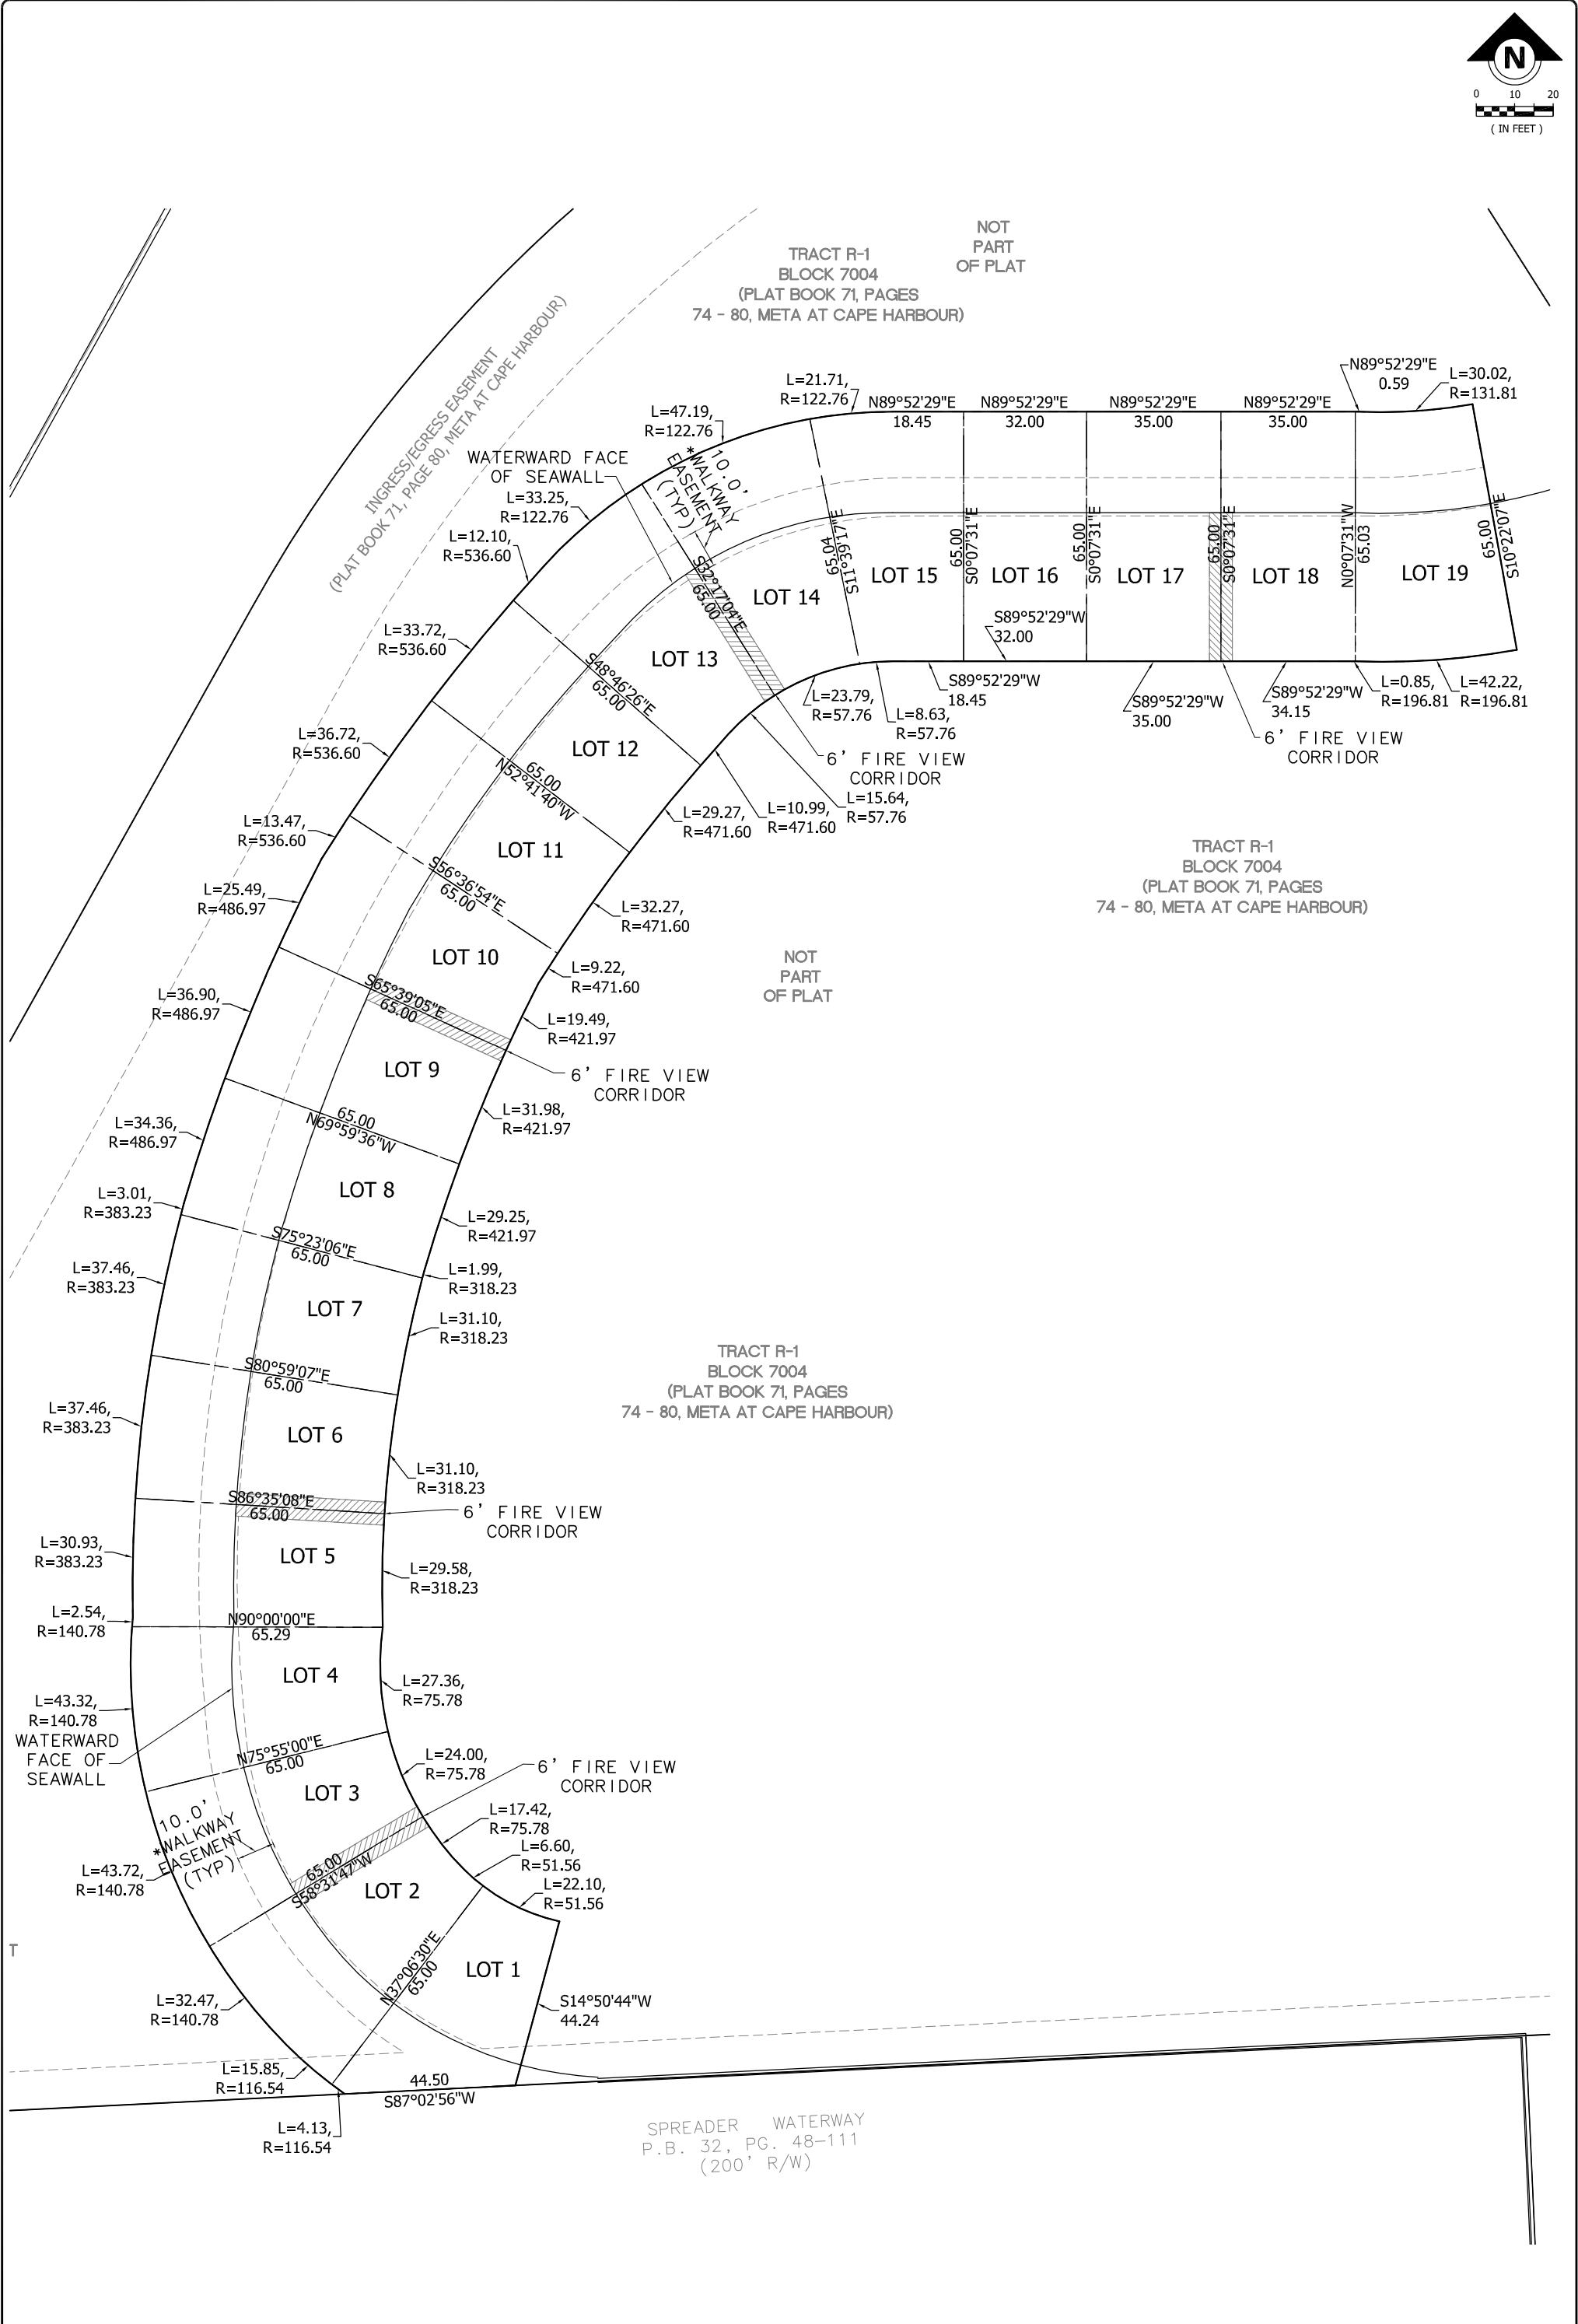 N
0 10 20
( IN FEET )
NOT
PART
OF PLAT
TRACT R-1
BLOCK 7004
(PLAT BOOK 71, PAGES
74 - 80, META AT CAPE HARBOUR)
INGRESS/EGRESS EASEMENT
(PLAT BOOK 71, PAGE 80, META AT CAPE HARBOUR)
L=21.71,
R=122.76
N89°52'29"E
18.45
N89°52'29"E
32.00
N89°52'29"E
35.00
N89°52'29"E
35.00
N89°52'29"E
0.59
L=30.02,
R=131.81
L=47.19,
R=122.76
10.0'
*WALKWAY
EASEMENT
(TYP)
WATERWARD FACE
OF SEAWALL
L=33.25,
R=122.76
L=12.10,
R=536.60
S32°17'04"E
65.00
LOT 14
65.04
S11°39'17"E
LOT 15
65.00
S0°07'31"E
LOT 16
65.00
S0°07'31"E
LOT 17
65.00
S0°07'31"E
LOT 18
N0°07'31"W
65.03
LOT 19
65.00
S10°22'07"E
S89°52'29"W
32.00
L=33.72,
R=536.60
LOT 13
S48°46'26"E
65.00
L=23.79,
R=57.76
L=8.63,
R=57.76
S89°52'29"W
18.45
S89°52'29"W
35.00
S89°52'29"W
34.15
L=0.85,
R=196.81
L=42.22,
R=196.81
6' FIRE VIEW
CORRIDOR
L=36.72,
R=536.60
LOT 12
65.00
N52°41'40"W
6' FIRE VIEW
CORRIDOR
L=15.64,
R=57.76
L=10.99,
R=471.60
L=29.27,
R=471.60
L=13.47,
R=536.60
LOT 11
S56°36'54"E
65.00
TRACT R-1
BLOCK 7004
(PLAT BOOK 71, PAGES
74 - 80, META AT CAPE HARBOUR)
L=25.49,
R=486.97
L=32.27,
R=471.60
LOT 10
L=9.22,
R=471.60
NOT
PART
OF PLAT
L=36.90,
R=486.97
S65°39'05"E
65.00
L=19.49,
R=421.97
LOT 9
6' FIRE VIEW
CORRIDOR
L=34.36,
R=486.97
65.00
N69°59'36"W
L=31.98,
R=421.97
L=3.01,
R=383.23
LOT 8
L=29.25,
R=421.97
S75°23'06"E
65.00
L=37.46,
R=383.23
L=1.99,
R=318.23
LOT 7
L=31.10,
R=318.23
S80°59'07"E
65.00
TRACT R-1
BLOCK 7004
(PLAT BOOK 71, PAGES
74 - 80, META AT CAPE HARBOUR)
L=37.46,
R=383.23
LOT 6
L=31.10,
R=318.23
S86°35'08"E
65.00
6' FIRE VIEW
CORRIDOR
L=30.93,
R=383.23
LOT 5
L=29.58,
R=318.23
L=2.54,
R=140.78
N90°00'00"E
65.29
LOT 4
L=27.36,
R=75.78
L=43.32,
R=140.78
WATERWARD
FACE OF
SEAWALL
N75°55'00"E
65.00
L=24.00,
R=75.78
6' FIRE VIEW
CORRIDOR
LOT 3
10.0'
*WALKWAY
EASEMENT
(TYP)
L=17.42,
R=75.78
L=6.60,
R=51.56
L=43.72,
R=140.78
65.00
S58°31'47"W
LOT 2
L=22.10,
R=51.56
T
N37°06'30"E
65.00
LOT 1
L=32.47,
R=140.78
S14°50'44"W
44.24
L=15.85,
R=116.54
44.50
S87°02'56"W
L=4.13,
R=116.54
SPREADER WATERWAY
P.B. 32, PG. 48-111
(200' R/W)